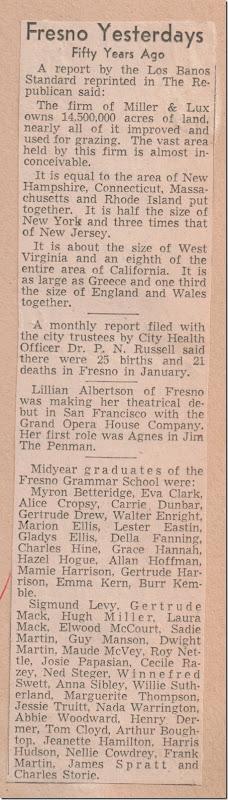 Fresno Yesterdays
Fifty Years Ago
A report by the Los Banos
Standard reprinted in The Re-
publican said:
The firm of Miller & Lux
owns 14,500,000 acres of land,
nearly all of it improved and
used for grazing. The vast area
held by this firm is almost in-
conceivable.
It is equal to the area of New
Hampshire, Connecticut, Massa-
chusetts and Rhode Island put
together. It is half the size of
New York and three times that
of New Jersey.
It is about the size of West
Virginia and an eighth of the
entire area of California. It is
as large as Greece and one third
the size of England and Wales
together.
A monthly report filed with
the city trustees by City Health
Officer Dr. P. N. Russell said
there were 25 births and 21
deaths in Fresno in January.
Lillian Albertson of Fresno
was making her theatrical de-
but in San Francisco with the
Grand Opera House Company.
Her first role was Agnes in Jim
The Penman.
Midyear graduates of the
Fresno Grammar School were:
Myron Betteridge, Eva Clark,
Alice Cropsy, Carrie Dunbar,
Gertrude Drew, Walter Enright,
Marion Ellis, Lester Eastin,
Gladys Ellis, Della Fanning,
Charles Hine, Grace Hannah,
Hazel Hogue, Allan Hoffman,
Mamie Harrison, Gertrude Har-
rison, Emma Kern, Burr Kem-
ble.
Sigmund Levy, Gertrude
Mack, Hugh Miller, Laura
Mack, Elwood McCourt, Sadie
Martin, Guy Manson, Dwight
Martin, Maude McVey, Roy Net-
tle, Josie Papasian, Cecile Ra-
zey, Ned Steger, Winnefred
Swett, Anna Sibley, Willie Suth-
erland, Marguerite Thompson,
Jessie Truitt, Nada Warrington,
Abbie Woodward, Henry Der-
mer, Tom Cloyd, Arthur Bough-
top, Jeanette Hamilton, Harris
Hudson, Nellie Cowdrey, Frank
Martin, James Spratt and
Charles Storie.